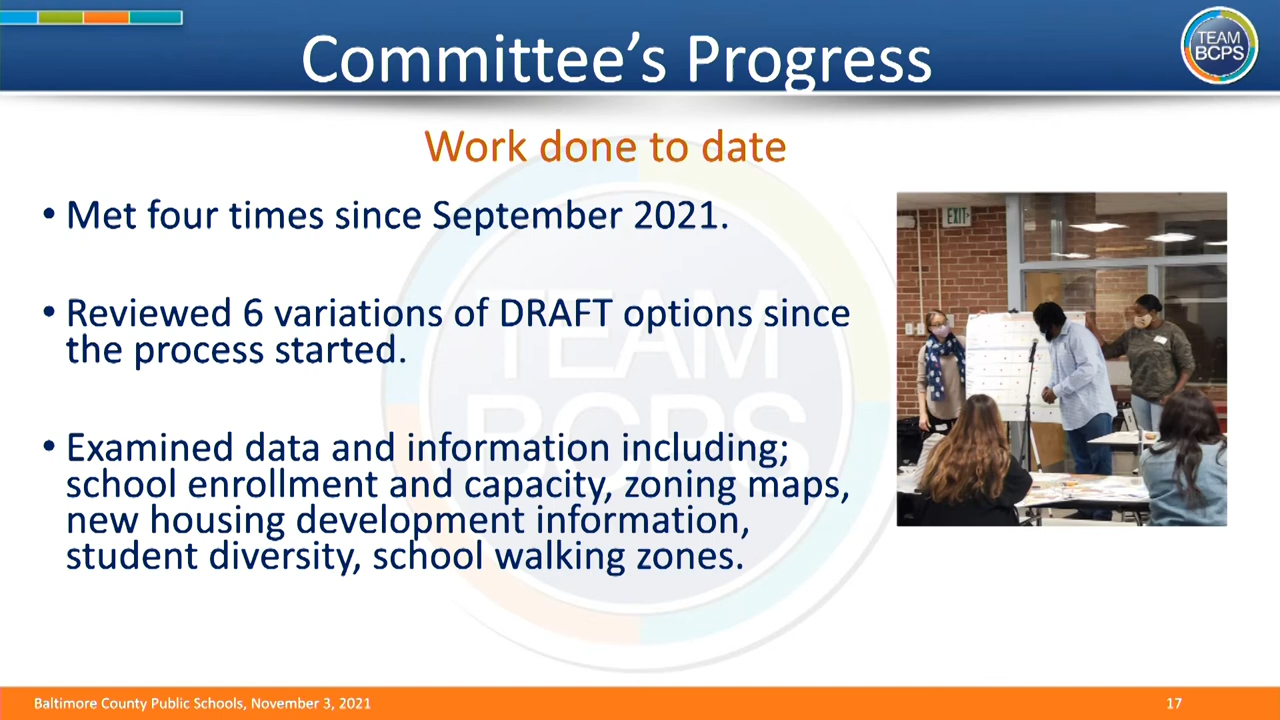 Committee's Progress
TEAM
BCPS
Work done to date
• Met four times since September 2021.
• Reviewed 6 variations of DRAFT options since
the process started.
• Examined data and information including;
school enrollment and capacity, zoning maps,
new housing development information,
student diversity, school walking zones.
TEAM
BCPS
EXIT
Baltimore County Public Schools, November 3, 2021
17